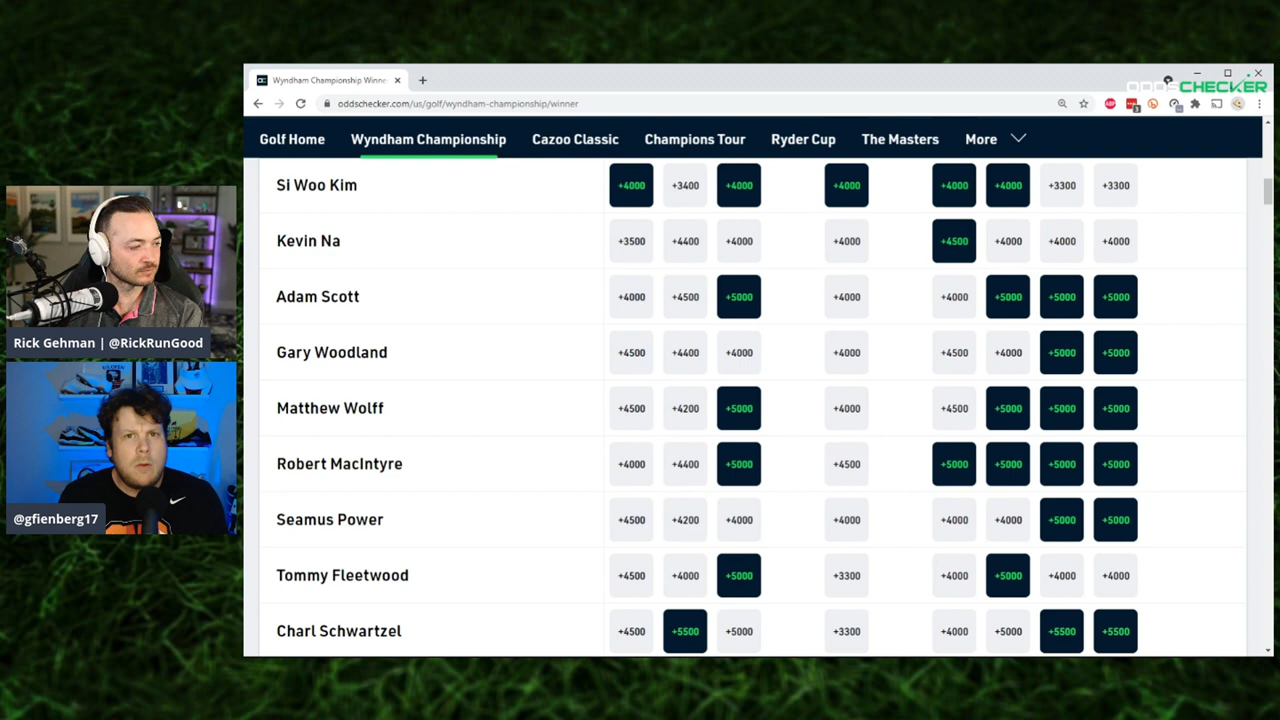 ODDSCHECKER
Wyndham Championship Winne
oddschecker.com/us/golf/wyndham-championship/winner
Golf Home Wyndham Championship Cazoo Classic Champions Tour Ryder Cup The Masters More
Si Woo Kim +4000 +3400 +4000 +4000 +4000 +4000 +3300 +3300
Kevin Na +3500 +4400 +4000 +4000 +4500 +4000 +4000 +4000
Adam Scott +4000 +4500 +5000 +4000 +4000 +5000 +5000 +5000
Gary Woodland +4500 +4400 +4000 +4000 +4500 +4000 +5000 +5000
Matthew Wolff +4500 +4200 +5000 +4000 +4500 +5000 +5000 +5000
Robert MacIntyre +4000 +4400 +5000 +4500 +5000 +5000 +5000 +5000
Seamus Power +4500 +4200 +4000 +4000 +4000 +4000 +5000 +5000
Tommy Fleetwood +4500 +4000 +5000 +3300 +4000 +5000 +4000 +4000
Charl Schwartzel +4500 +5500 +5000 +3300 +4000 +5000 +5500 +5500
Rick Gehman | @RickRunGood
@gfienberg17